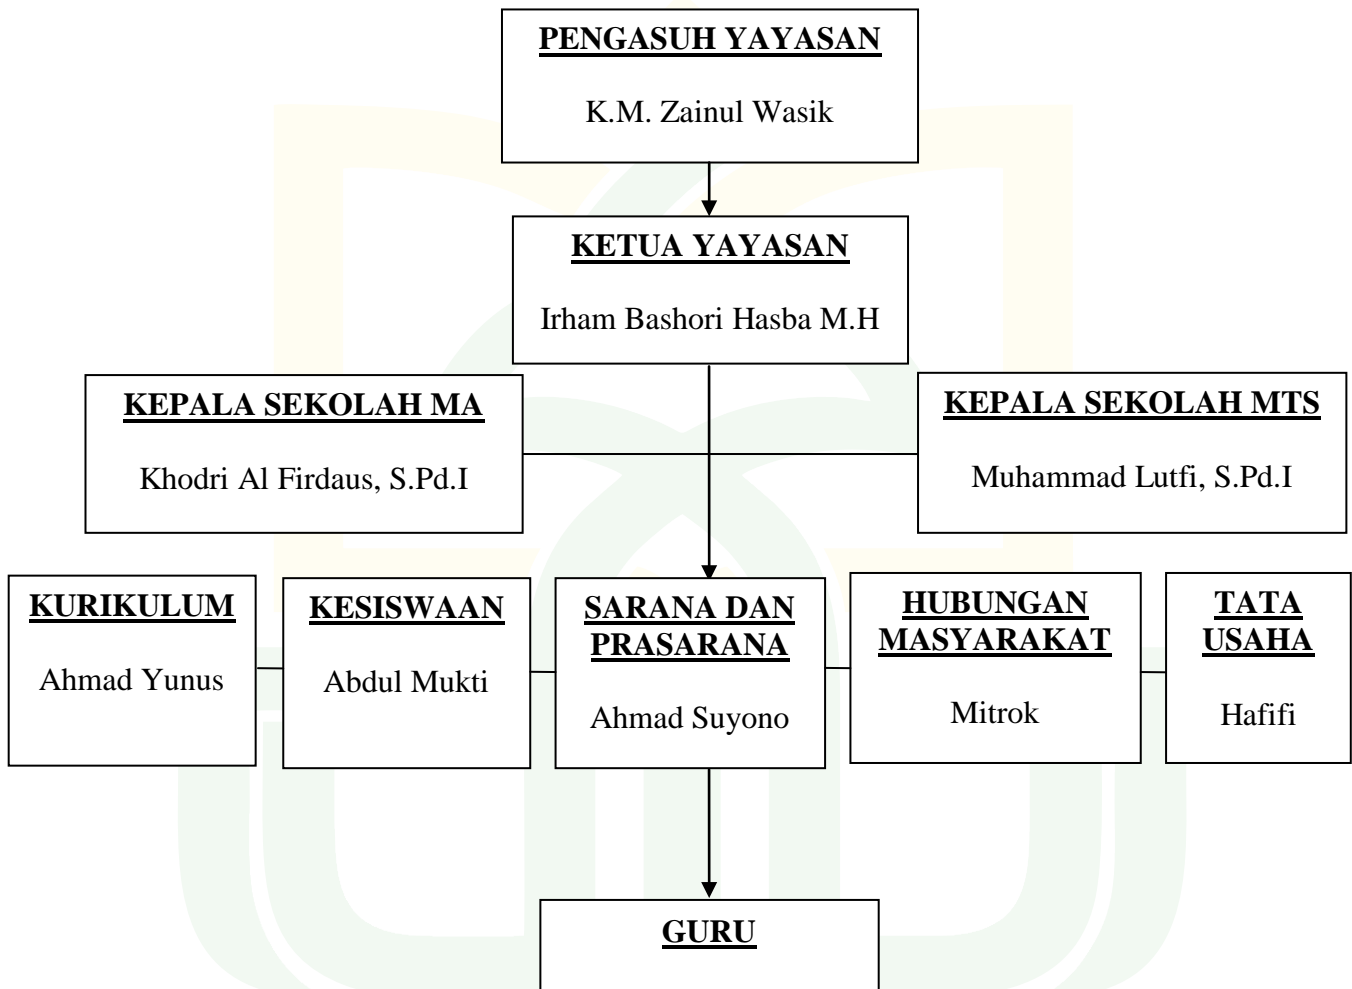 PENGASUH YAYASAN
K.M. Zainul Wasik
KETUA YAYASAN
Irham Bashori Hasba M.H
KEPALA SEKOLAH MA
Khodri Al Firdaus, S.Pd.I
KEPALA SEKOLAH MTS
Muhammad Lutfi, S.Pd.I
KURIKULUM
Ahmad Yunus
KESISWAAN
Abdul Mukti
SARANA DAN
PRASARANA
Ahmad Suyono
HUBUNGAN
MASYARAKAT
Mitrok
TATA
USAHA
Hafifi
GURU